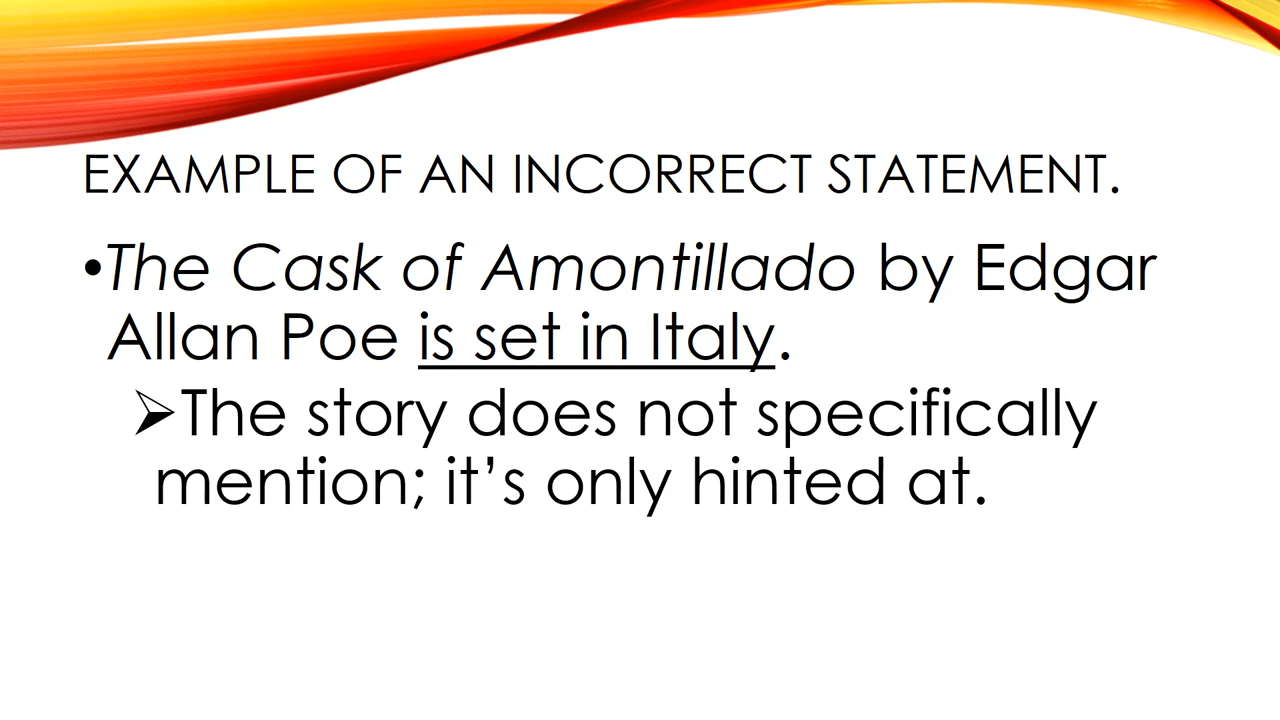 EXAMPLE OF AN INCORRECT STATEMENT.
•The Cask of Amontillado by Edgar
Allan Poe is set in Italy.
➢The story does not specifically
mention; it’s only hinted at.